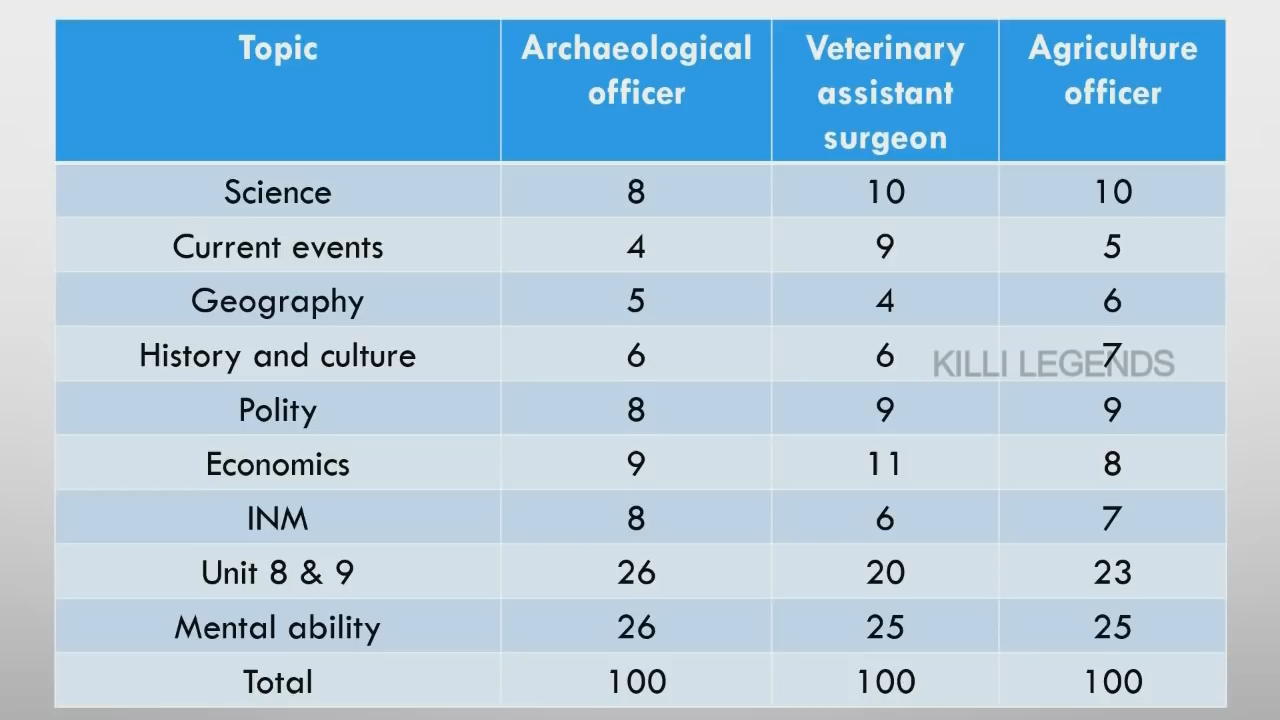 Topic Archaeological officer Veterinary assistant surgeon Agriculture officer
Science 8 10 10
Current events 4 9 5
Geography 5 4 6
History and culture 6 6 7
KILLI LEGENDS
Polity 8 9 9
Economics 9 11 8
INM 8 6 7
Unit 8 & 9 26 20 23
Mental ability 26 25 25
Total 100 100 100